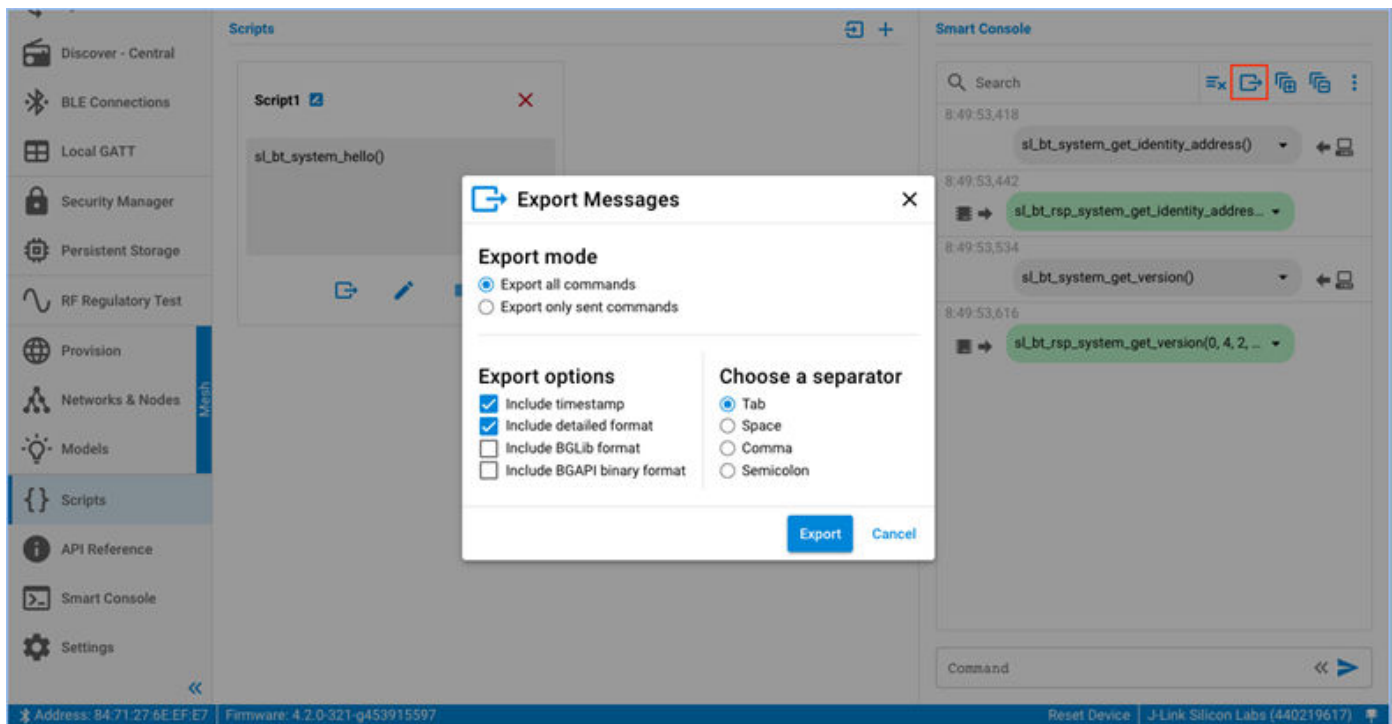 Discover - Central
BLE Connections
Local GATT
Security Manager
Persistent Storage
RF Regulatory Test
Provision
Networks & Nodes
Models
Mesh
Scripts
API Reference
Smart Console
Settings
Scripts
Script1
sl_bt_system_hello()
Export Messages
Export mode
Export all commands
Export only sent commands
Export options
Include timestamp
Include detailed format
Include BGLib format
Include BGAPI binary format
Choose a separator
Tab
Space
Comma
Semicolon
Export Cancel
Smart Console
Search
8:49:53,418
sl_bt_system_get_identity_address()
8:49:53,442
sl_bt_rsp_system_get_identity_addres...
8:49:53,534
sl_bt_system_get_version()
8:49:53,616
sl_bt_rsp_system_get_version(0, 4, 2, ...
Command
Address: 84:71:27:6E:EF:E7 Firmware: 4.2.0-321-g453915597 Reset Device J-Link Silicon Labs (440219617)